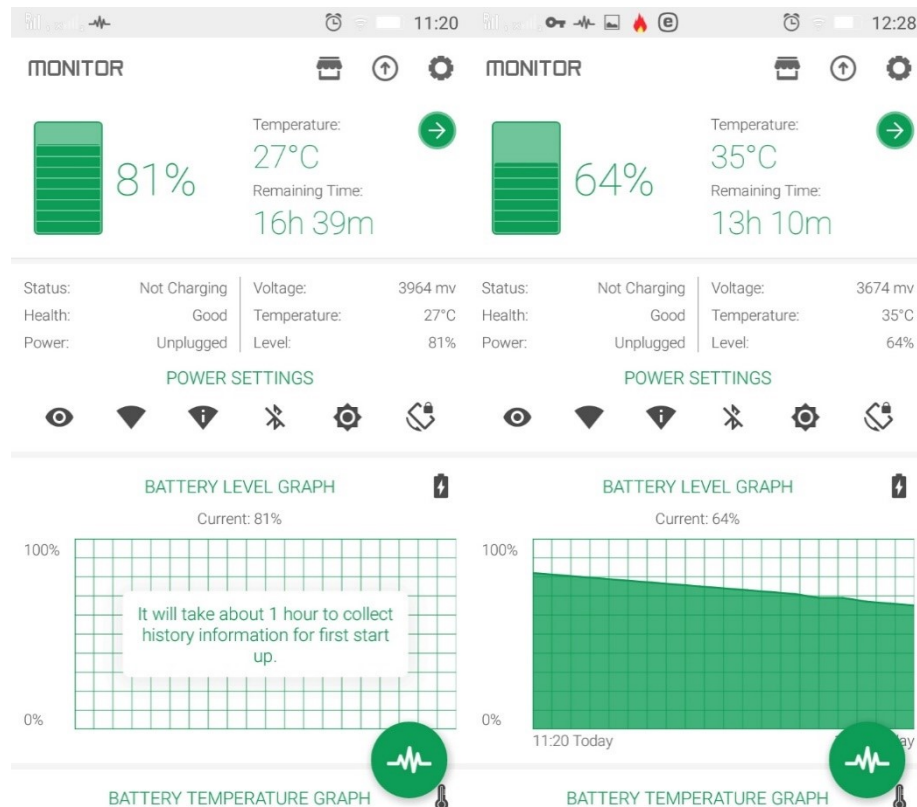 11:20
MONITOR
Temperature:
27°C
81%
Remaining Time:
16h 39m
Status: Not Charging
Health: Good
Power: Unplugged
Voltage: 3964 mv
Temperature: 27°C
Level: 81%
POWER SETTINGS
BATTERY LEVEL GRAPH
Current: 81%
100%
It will take about 1 hour to collect
history information for first start
up.
0%
BATTERY TEMPERATURE GRAPH
12:28
MONITOR
Temperature:
35°C
64%
Remaining Time:
13h 10m
Status: Not Charging
Health: Good
Power: Unplugged
Voltage: 3674 mv
Temperature: 35°C
Level: 64%
POWER SETTINGS
BATTERY LEVEL GRAPH
Current: 64%
100%
0%
11:20 Today
BATTERY TEMPERATURE GRAPH